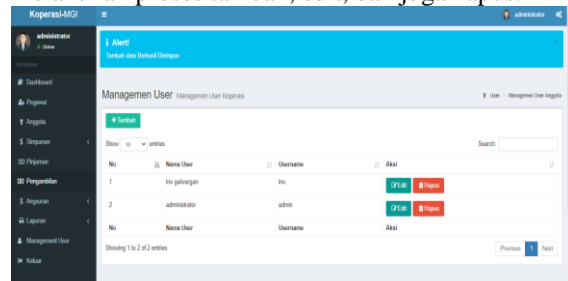 Koperasi-MGI
administrator
administrator
Online
Navigation
Dashboard
Pegawai
Anggota
Simpanan
Pinjaman
Pengambilan
Angsuran
Laporan
Management User
Keluar
Alert!
Tambah data Berhasil Disimpan
Managemen User Managemen User Koperasi
User > Managemen User Anggota
+Tambah
Show 10 entries
Search:
No Nama User Username Aksi
1 ino galwargan ino Edit Hapus
2 administrator admin Edit Hapus
No Nama User Username Aksi
Showing 1 to 2 of 2 entries
Previous 1 Next